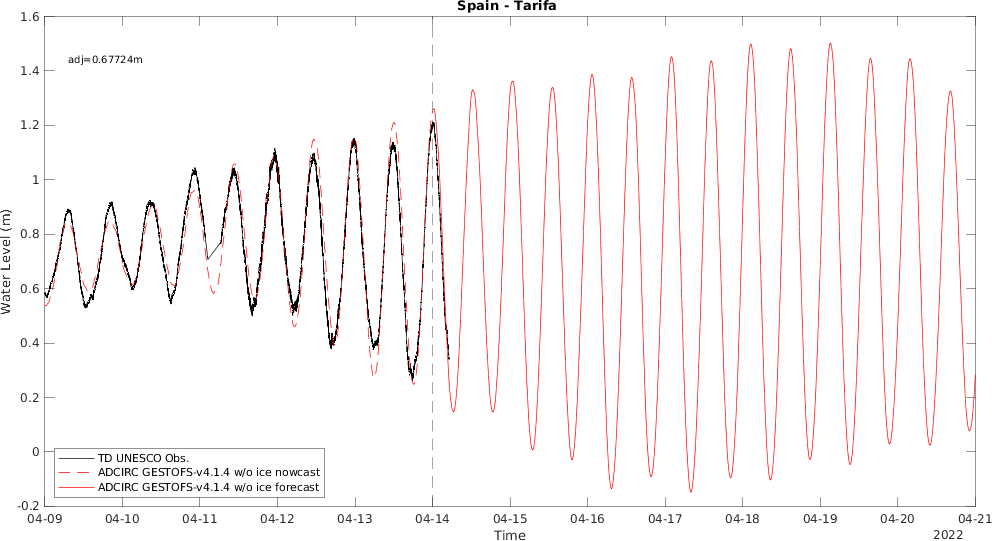 Spain - Tarifa
1.6
1.4
1.2
1
0.8
0.6
0.4
0.2
0
-0.2
Water Level (m)
adj=0.67724m
TD UNESCO Obs.
ADCIRC GESTOFS-v4.1.4 w/o ice nowcast
ADCIRC GESTOFS-v4.1.4 w/o ice forecast
04-09 04-10 04-11 04-12 04-13 04-14 04-15 04-16 04-17 04-18 04-19 04-20 04-21
Time
2022